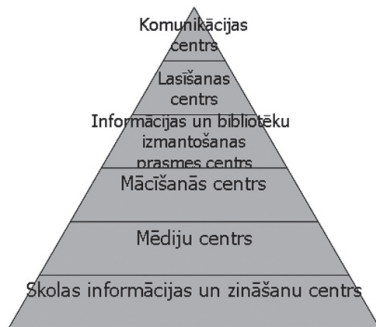 Komunikācijas
centrs
Lasīšanas
centrs
Informācijas un bibliotēku
izmantošanas
prasmes centrs
Mācīšanās centrs
Mēdiju centrs
Skolas informācijas un zināšanu centrs